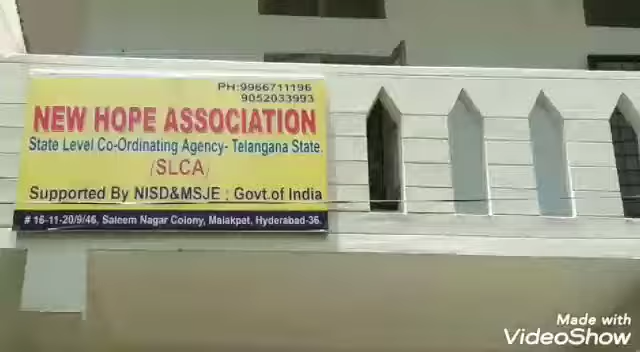 PH:9966711196
9052033993
NEW HOPE ASSOCIATION
State Level Co-Ordinating Agency- Telangana State.
(SLCA)
Supported By NISD&MSJE : Govt.of India
# 16-11-20/9/46, Saleem Nagar Colony, Malakpet, Hyderabad-36.
Made with
VideoShow